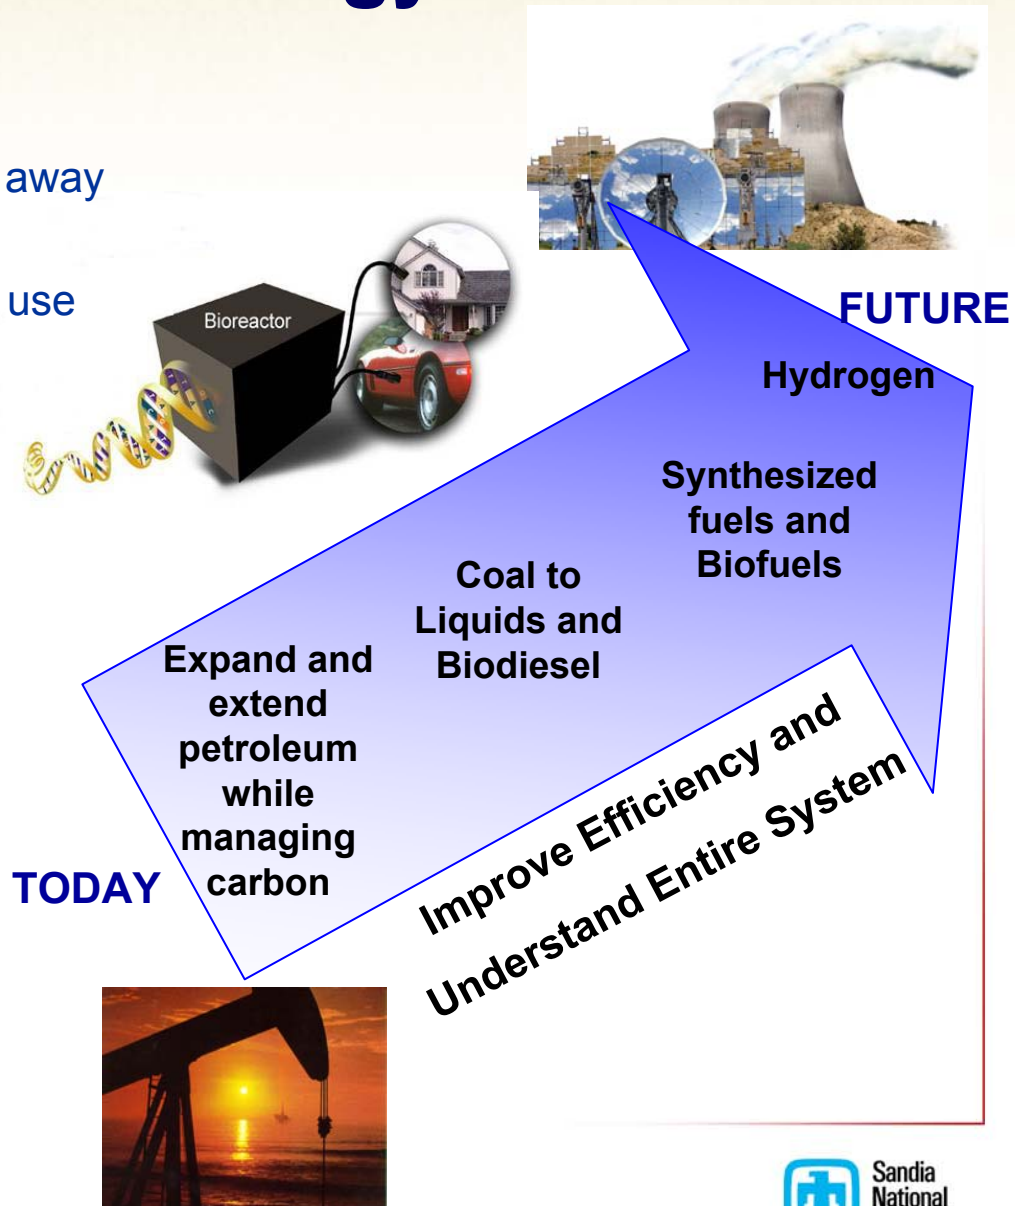 gy
away
use
Bioreactor
FUTURE
Hydrogen
Synthesized
fuels and
Biofuels
Coal to
Liquids and
Biodiesel
Expand and
extend
petroleum
while
managing
carbon
TODAY
Improve Efficiency and
Understand Entire System
Sandia
National